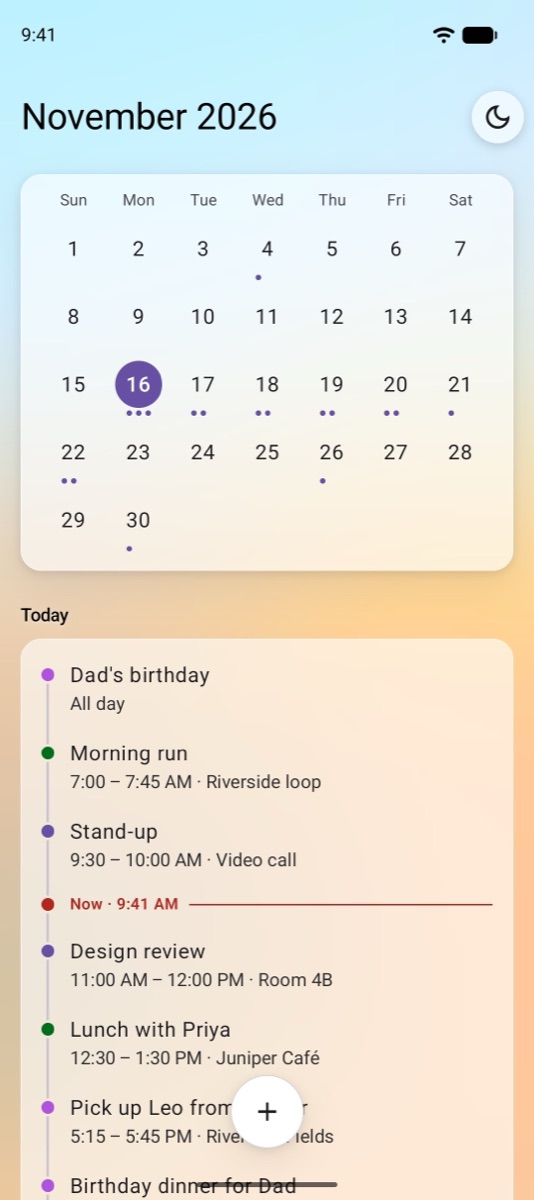 9:41
November 2026
Sun Mon Tue Wed Thu Fri Sat
1 2 3 4 5 6 7
8 9 10 11 12 13 14
15 16 17 18 19 20 21
22 23 24 25 26 27 28
29 30
Today
Dad's birthday
All day
Morning run
7:00 – 7:45 AM · Riverside loop
Stand-up
9:30 – 10:00 AM · Video call
Now · 9:41 AM
Design review
11:00 AM – 12:00 PM · Room 4B
Lunch with Priya
12:30 – 1:30 PM · Juniper Café
Pick up Leo from
5:15 – 5:45 PM ·
Birthday dinner for Dad